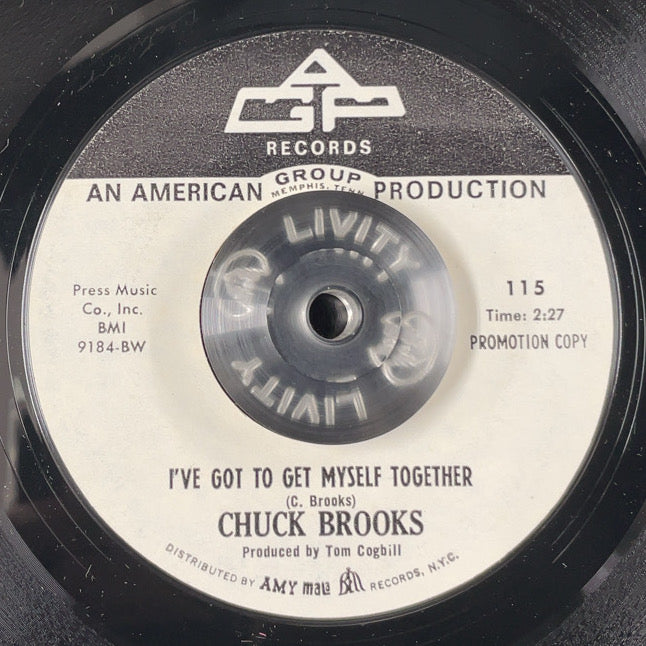 AGP
RECORDS
AN AMERICAN GROUP PRODUCTION
MEMPHIS, TENN.
LIVITY
LIVITY
Press Music
Co., Inc.
BMI
9184-BW
115
Time: 2:27
PROMOTION COPY
I'VE GOT TO GET MYSELF TOGETHER
(C. Brooks)
CHUCK BROOKS
Produced by Tom Cogbill
DISTRIBUTED BY AMY mala Bell RECORDS, N.Y.C.